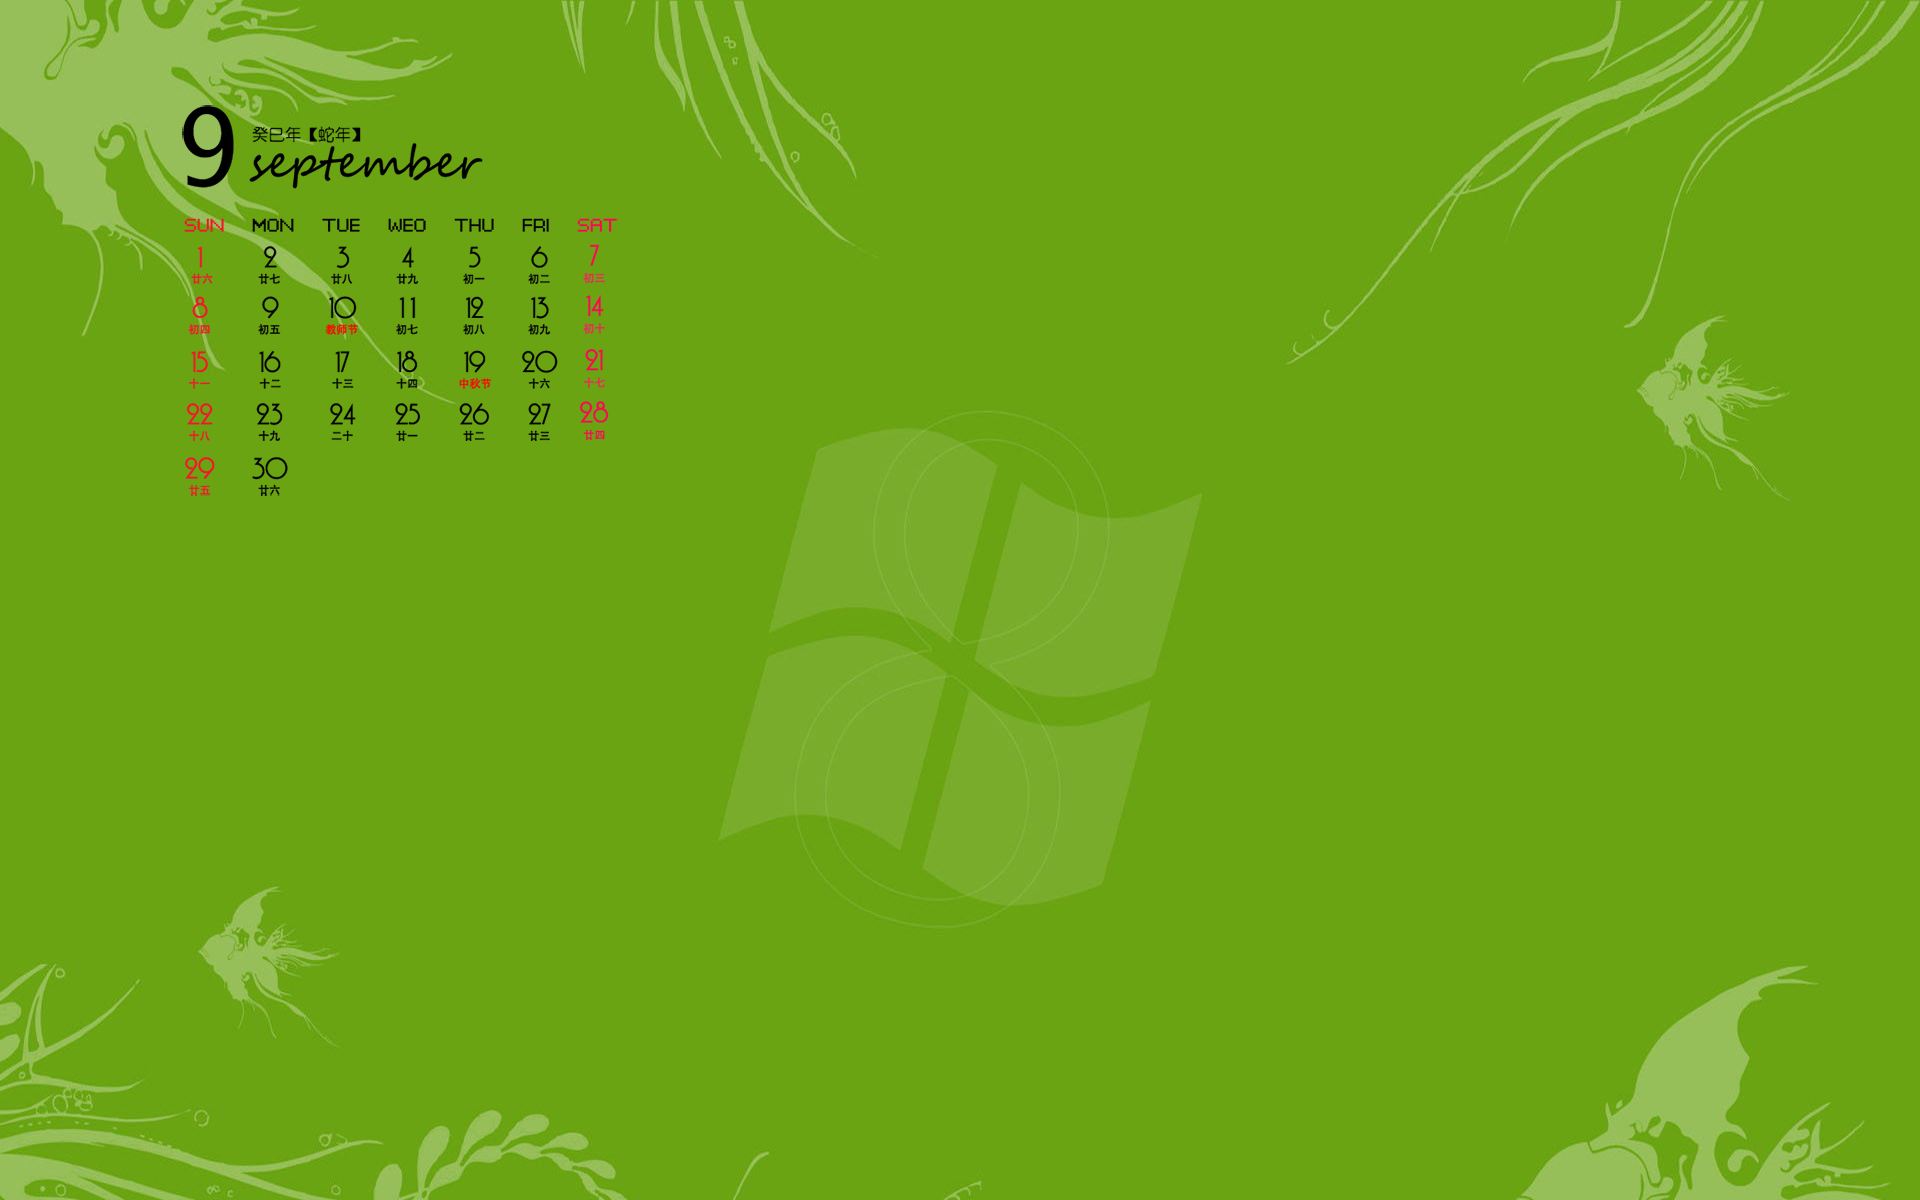 9
癸巳年【蛇年】
september
SUN MON TUE WEO THU FRI SAT
1 2 3 4 5 6 7
廿六 廿七 廿八 廿九 初一 初二 初三
8 9 10 11 12 13 14
初四 初五 教师节 初七 初八 初九 初十
15 16 17 18 19 20 21
十一 十二 十三 十四 中秋节 十六 十七
22 23 24 25 26 27 28
十八 十九 二十 廿一 廿二 廿三 廿四
29 30
廿五 廿六